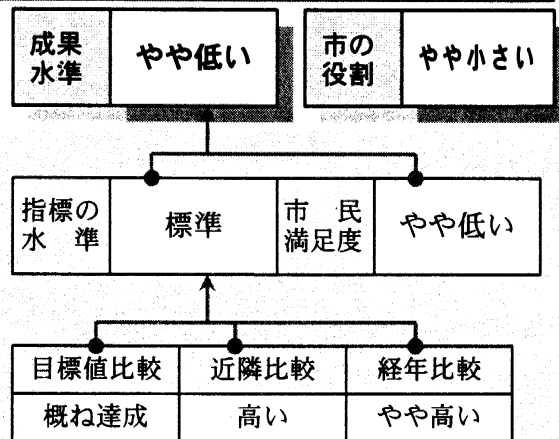 成果
水準
やや低い
市の
役割
やや小さい
指標の
水　準
標準
市　民
満足度
やや低い
目標値比較
近隣比較
経年比較
概ね達成
高い
やや高い